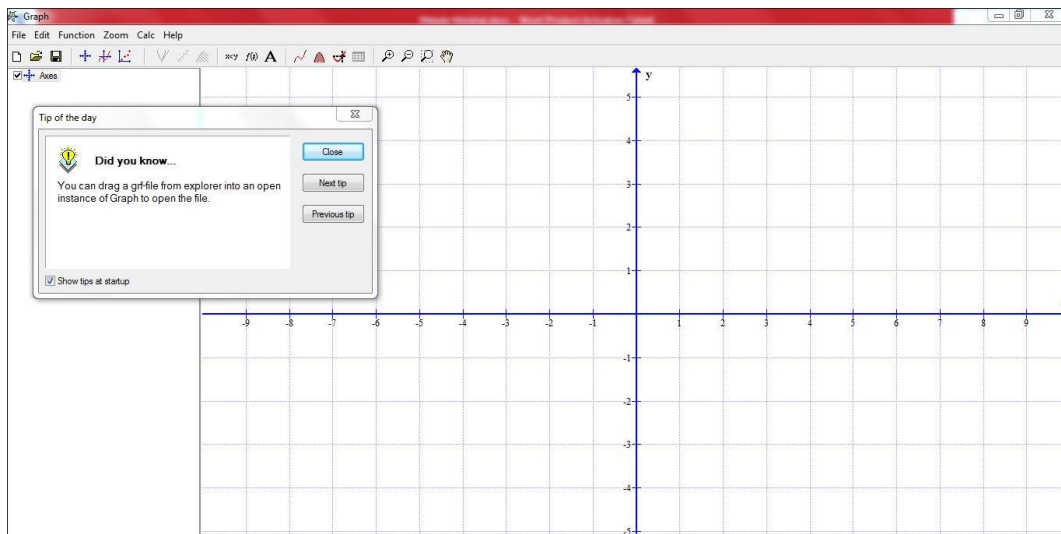 Graph
File Edit Function Zoom Calc Help
x<y f(t) A
Axes
Tip of the day
Did you know...
You can drag a grf-file from explorer into an open
instance of Graph to open the file.
Close
Next tip
Previous tip
Show tips at startup
y
5
4
3
2
1
-9 -8 -7 -6 -5 -4 -3 -2 -1 1 2 3 4 5 6 7 8 9
-1
-2
-3
-4
-5